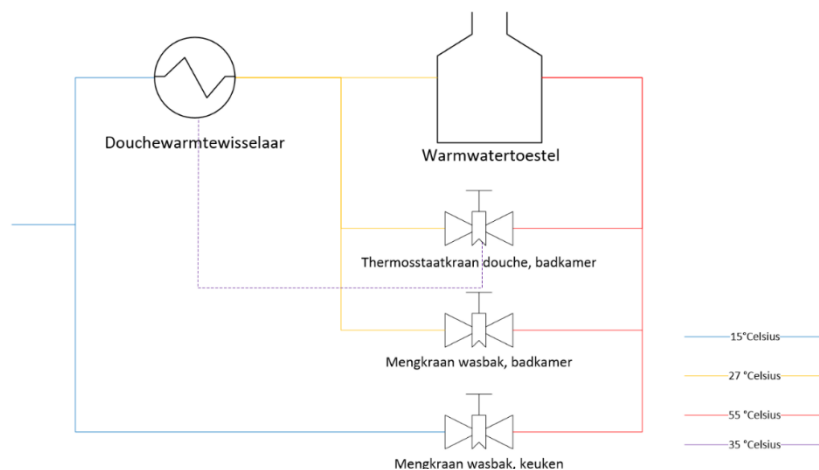 Douchewarmtewisselaar
Warmwatertoestel
Thermosstaatkraan douche, badkamer
Mengkraan wasbak, badkamer
Mengkraan wasbak, keuken
15°Celsius
27 °Celsius
55 °Celsius
35 °Celsius